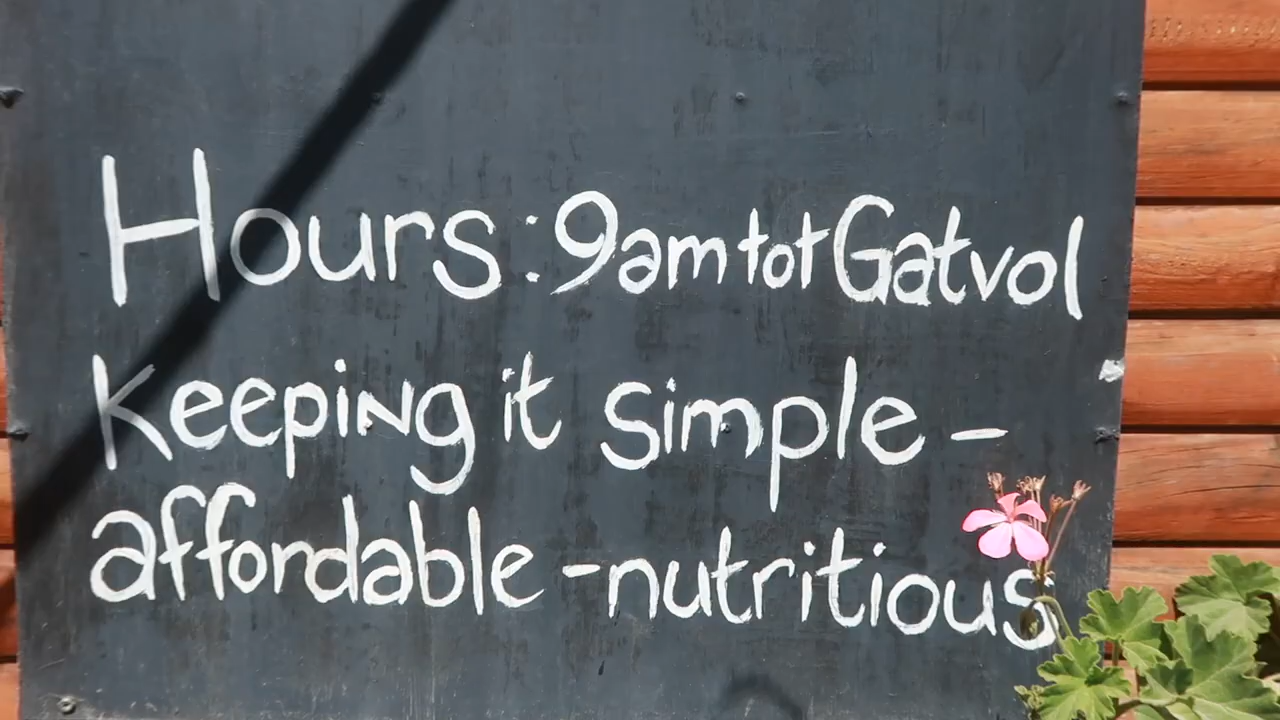 Hours: 9am tot Gatvol
Keeping it simple -
affordable - nutritious